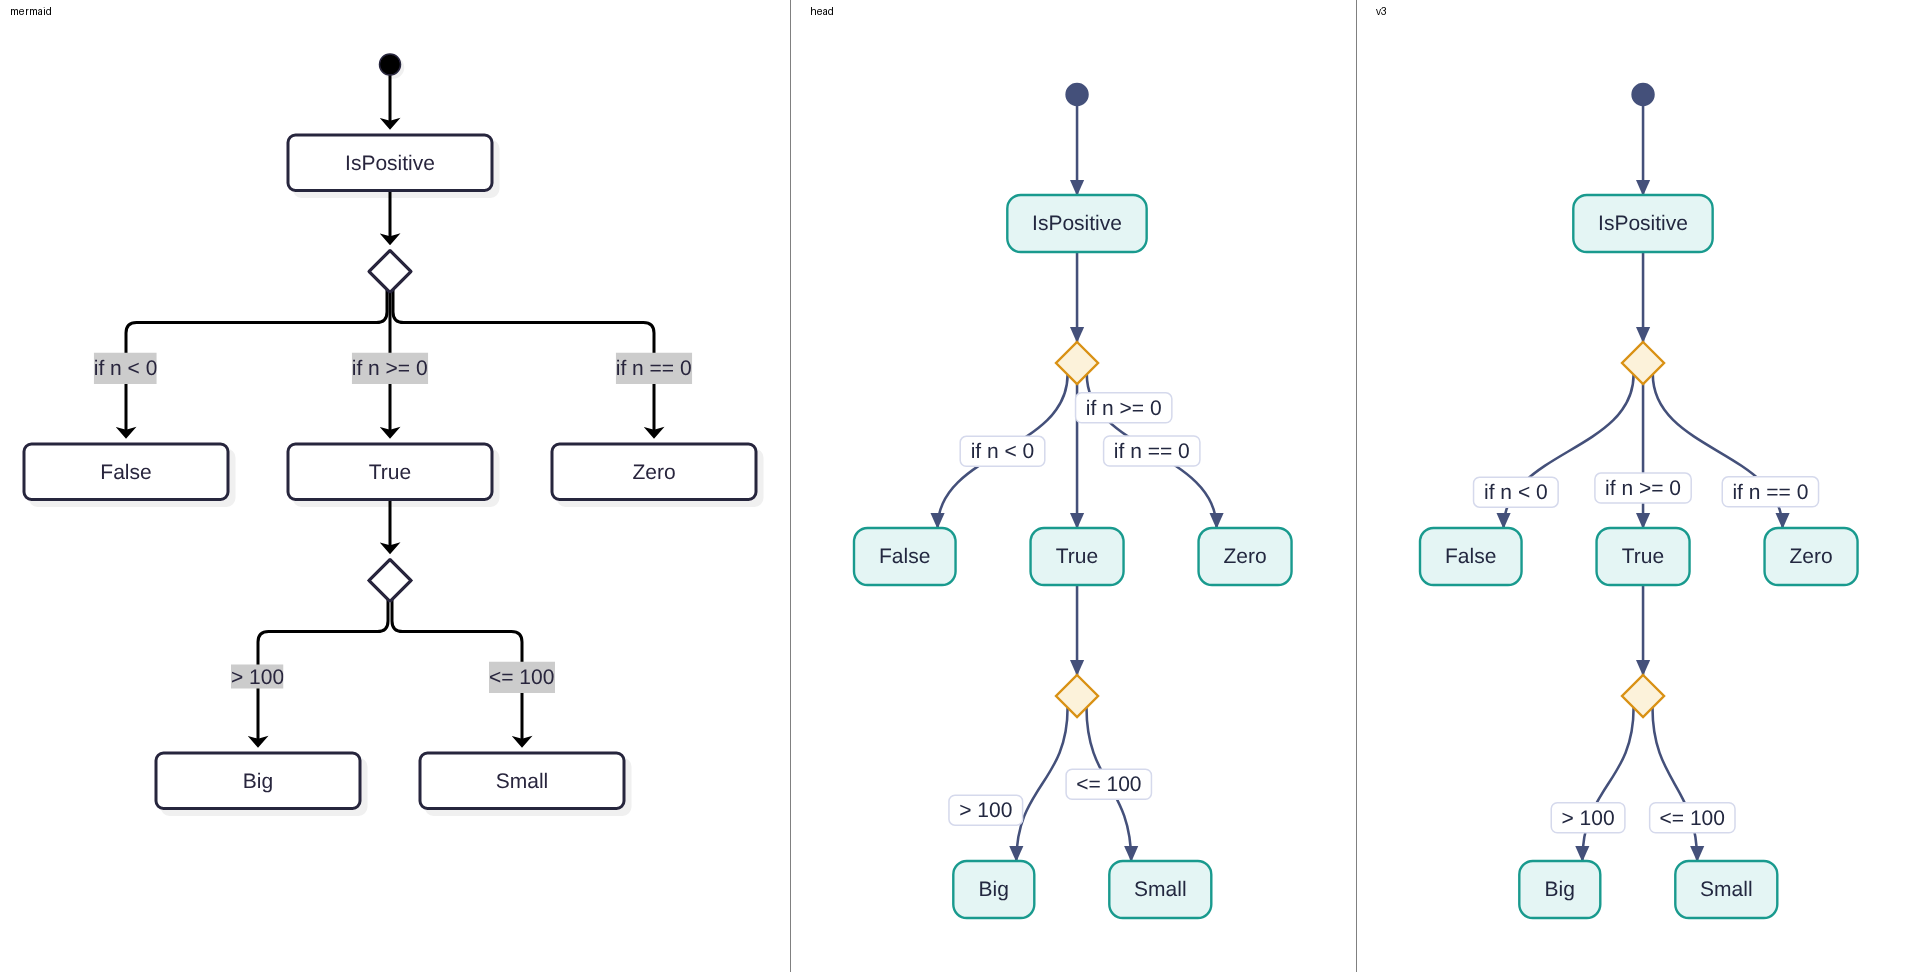 mermaid
IsPositive
if n < 0
if n >= 0
if n == 0
False
True
Zero
> 100
<= 100
Big
Small
head
IsPositive
if n >= 0
if n < 0
if n == 0
False
True
Zero
<= 100
> 100
Big
Small
v3
IsPositive
if n < 0
if n >= 0
if n == 0
False
True
Zero
> 100
<= 100
Big
Small